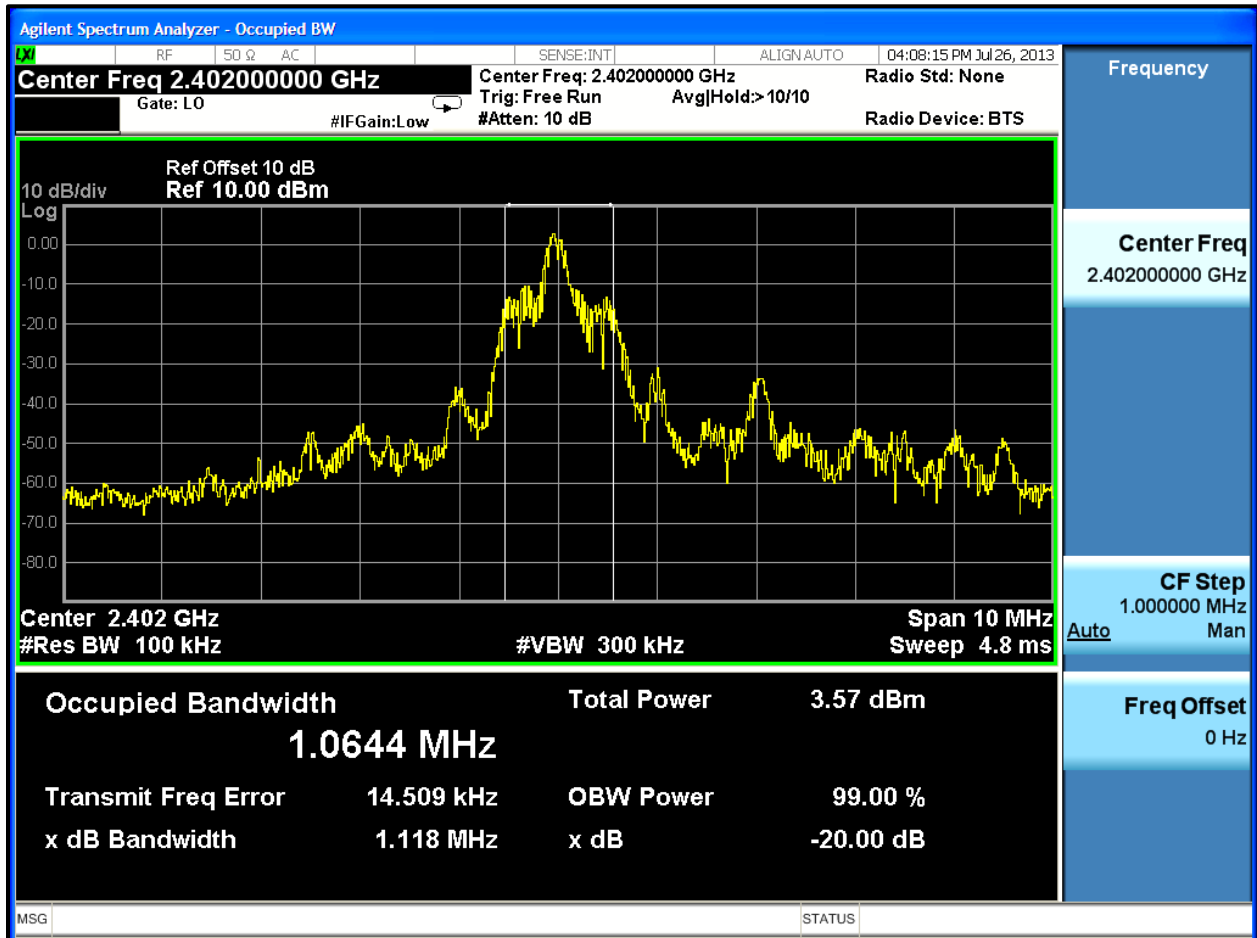 Agilent Spectrum Analyzer - Occupied BW
LXI RF 50 Ω AC SENSE:INT ALIGN AUTO 04:08:15 PM Jul 26, 2013
Center Freq 2.402000000 GHz
Gate: LO
#IFGain:Low
Center Freq: 2.402000000 GHz
Trig: Free Run Avg|Hold:>10/10
#Atten: 10 dB
Radio Std: None
Radio Device: BTS
Ref Offset 10 dB
10 dB/div Ref 10.00 dBm
Log
0.00
-10.0
-20.0
-30.0
-40.0
-50.0
-60.0
-70.0
-80.0
Center 2.402 GHz Span 10 MHz
#Res BW 100 kHz #VBW 300 kHz Sweep 4.8 ms
Occupied Bandwidth Total Power 3.57 dBm
1.0644 MHz
Transmit Freq Error 14.509 kHz OBW Power 99.00 %
x dB Bandwidth 1.118 MHz x dB -20.00 dB
MSG STATUS
Frequency
Center Freq
2.402000000 GHz
CF Step
1.000000 MHz
Auto Man
Freq Offset
0 Hz